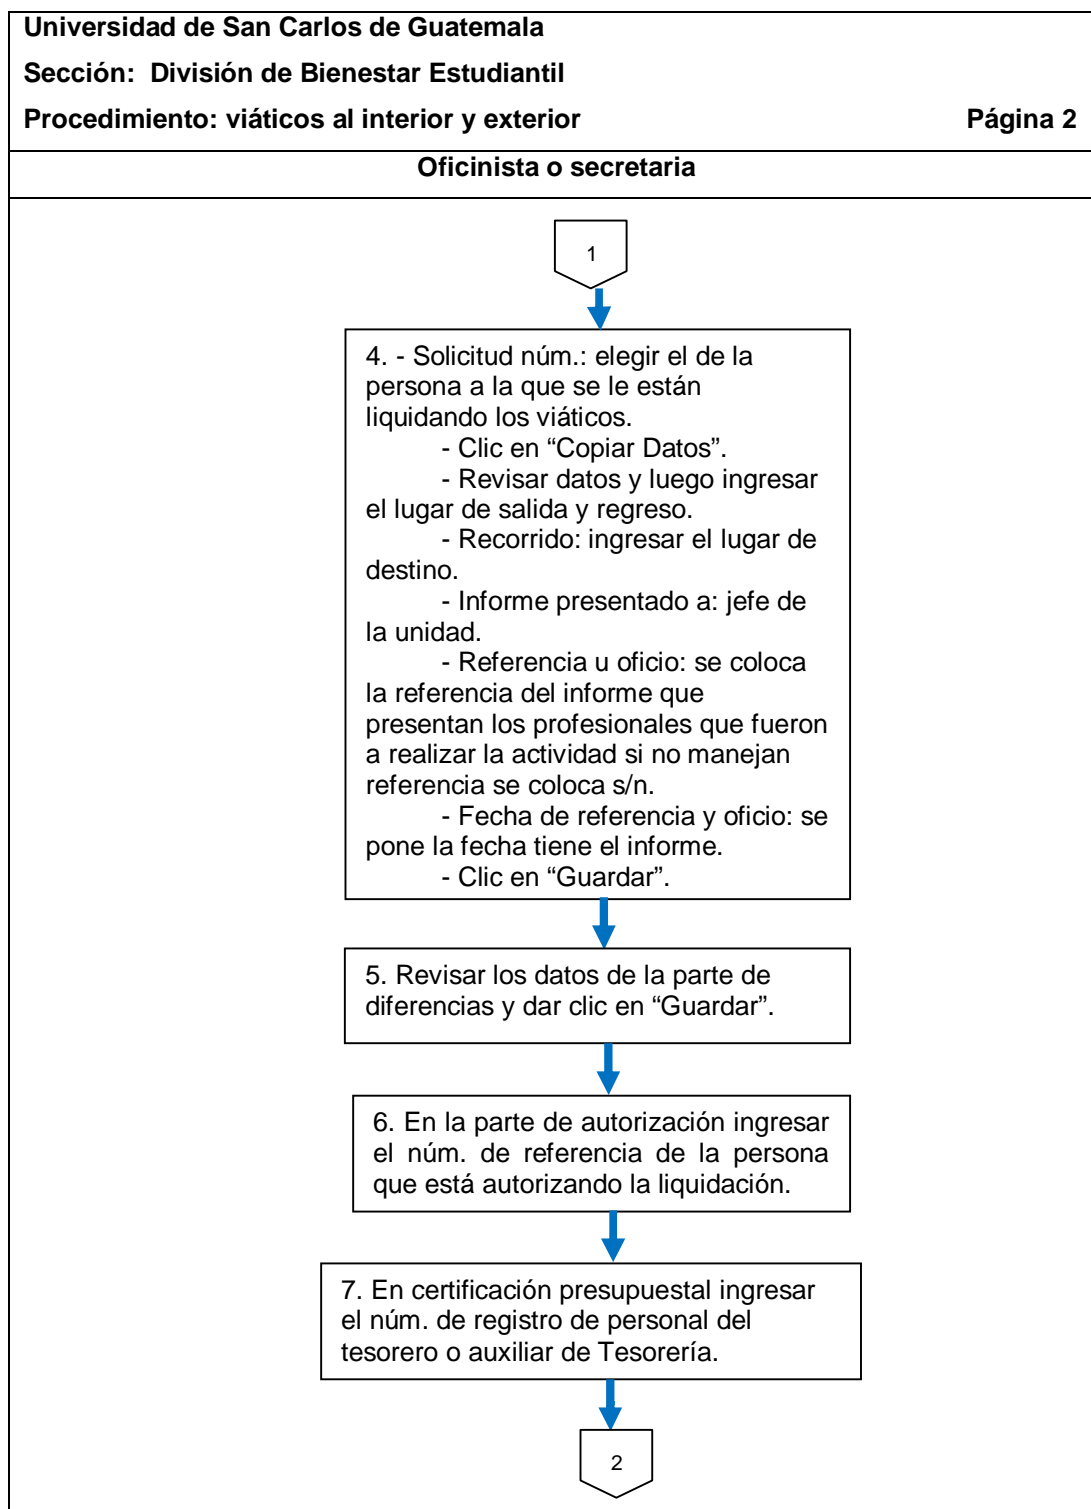 Universidad de San Carlos de Guatemala
Sección:  División de Bienestar Estudiantil
Procedimiento: viáticos al interior y exterior Página 2
Oficinista o secretaria
1
4. - Solicitud núm.: elegir el de la
persona a la que se le están
liquidando los viáticos.
- Clic en “Copiar Datos”.
- Revisar datos y luego ingresar
el lugar de salida y regreso.
- Recorrido: ingresar el lugar de
destino.
- Informe presentado a: jefe de
la unidad.
- Referencia u oficio: se coloca
la referencia del informe que
presentan los profesionales que fueron
a realizar la actividad si no manejan
referencia se coloca s/n.
- Fecha de referencia y oficio: se
pone la fecha tiene el informe.
- Clic en “Guardar”.
5. Revisar los datos de la parte de
diferencias y dar clic en “Guardar”.
6. En la parte de autorización ingresar
el núm. de referencia de la persona
que está autorizando la liquidación.
7. En certificación presupuestal ingresar
el núm. de registro de personal del
tesorero o auxiliar de Tesorería.
2